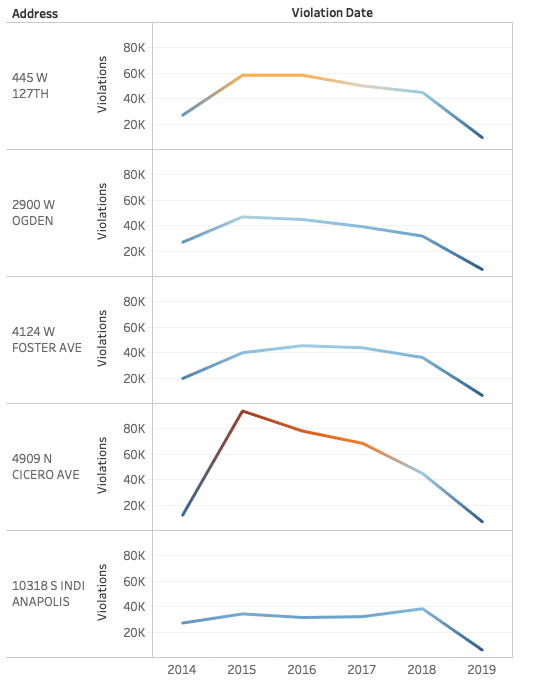 Address Violation Date
80K
60K
40K
20K
Violations
445 W
127TH
80K
60K
40K
20K
Violations
2900 W
OGDEN
80K
60K
40K
20K
Violations
4124 W
FOSTER AVE
80K
60K
40K
20K
Violations
4909 N
CICERO AVE
80K
60K
40K
20K
Violations
10318 S INDI
ANAPOLIS
2014 2015 2016 2017 2018 2019